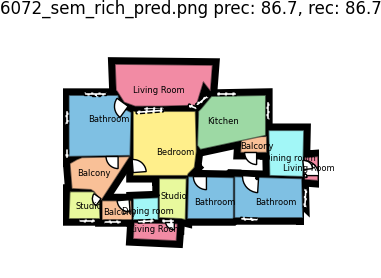 6072_sem_rich_pred.png prec: 86.7, rec: 86.7
Living Room
Bathroom
Kitchen
Bedroom
Balcony
Dining room
Living Room
Balcony
Studio
Studio
Balcony
Dining room
Bathroom
Bathroom
Living Room